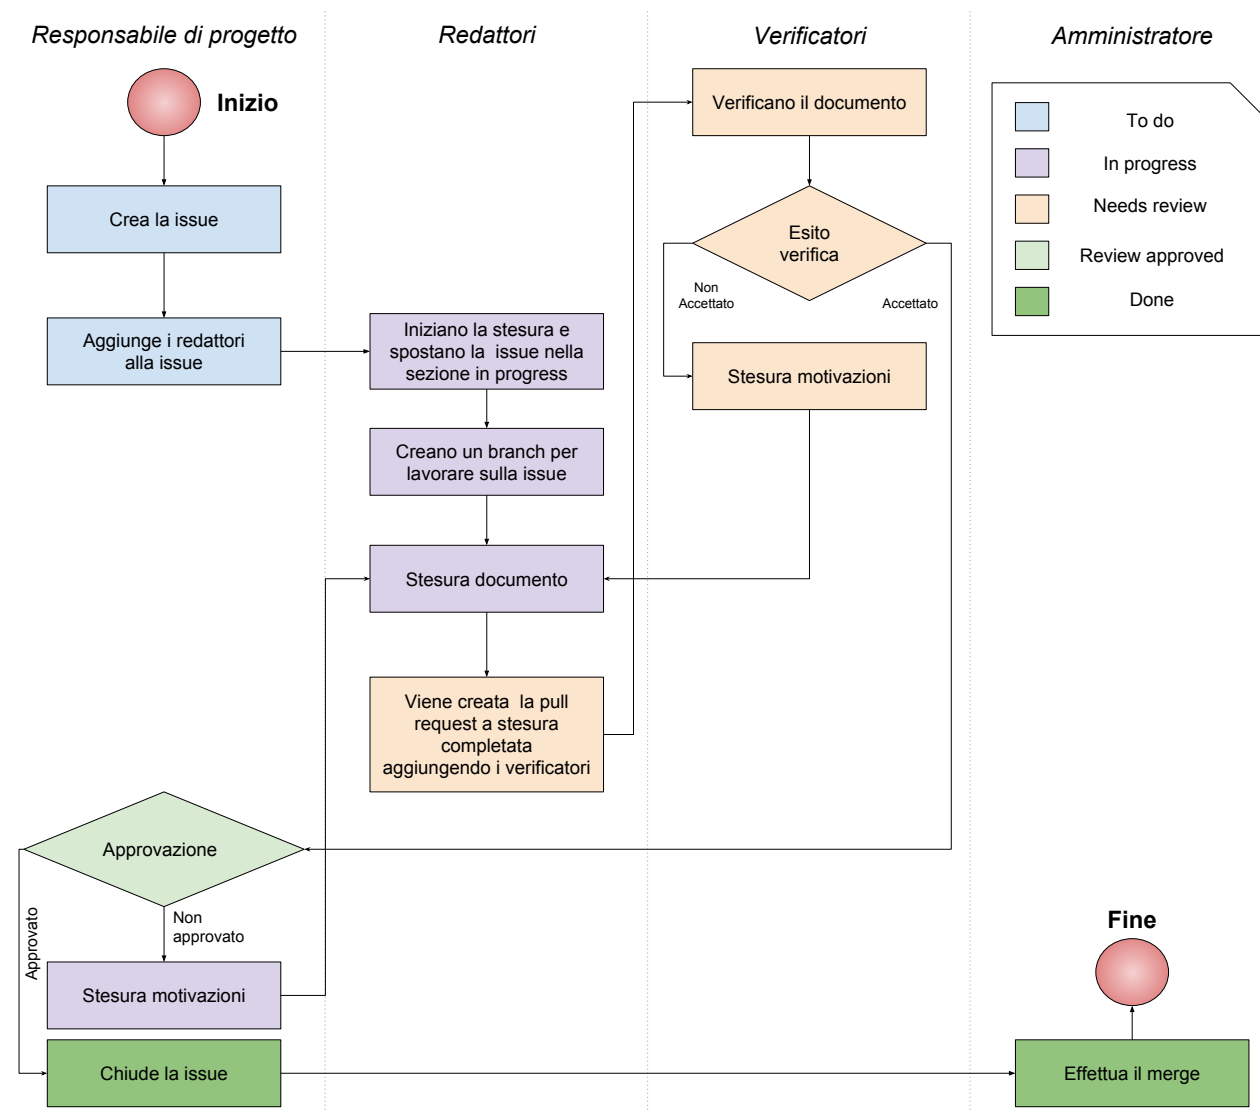 Responsabile di progetto
Redattori
Verificatori
Amministratore
Inizio
Crea la issue
Aggiunge i redattori
alla issue
Iniziano la stesura e
spostano la issue nella
sezione in progress
Creano un branch per
lavorare sulla issue
Stesura documento
Viene creata la pull
request a stesura
completata
aggiungendo i verificatori
Verificano il documento
Esito
verifica
Non
Accettato
Accettato
Stesura motivazioni
To do
In progress
Needs review
Review approved
Done
Approvazione
Approvato
Non
approvato
Stesura motivazioni
Chiude la issue
Fine
Effettua il merge